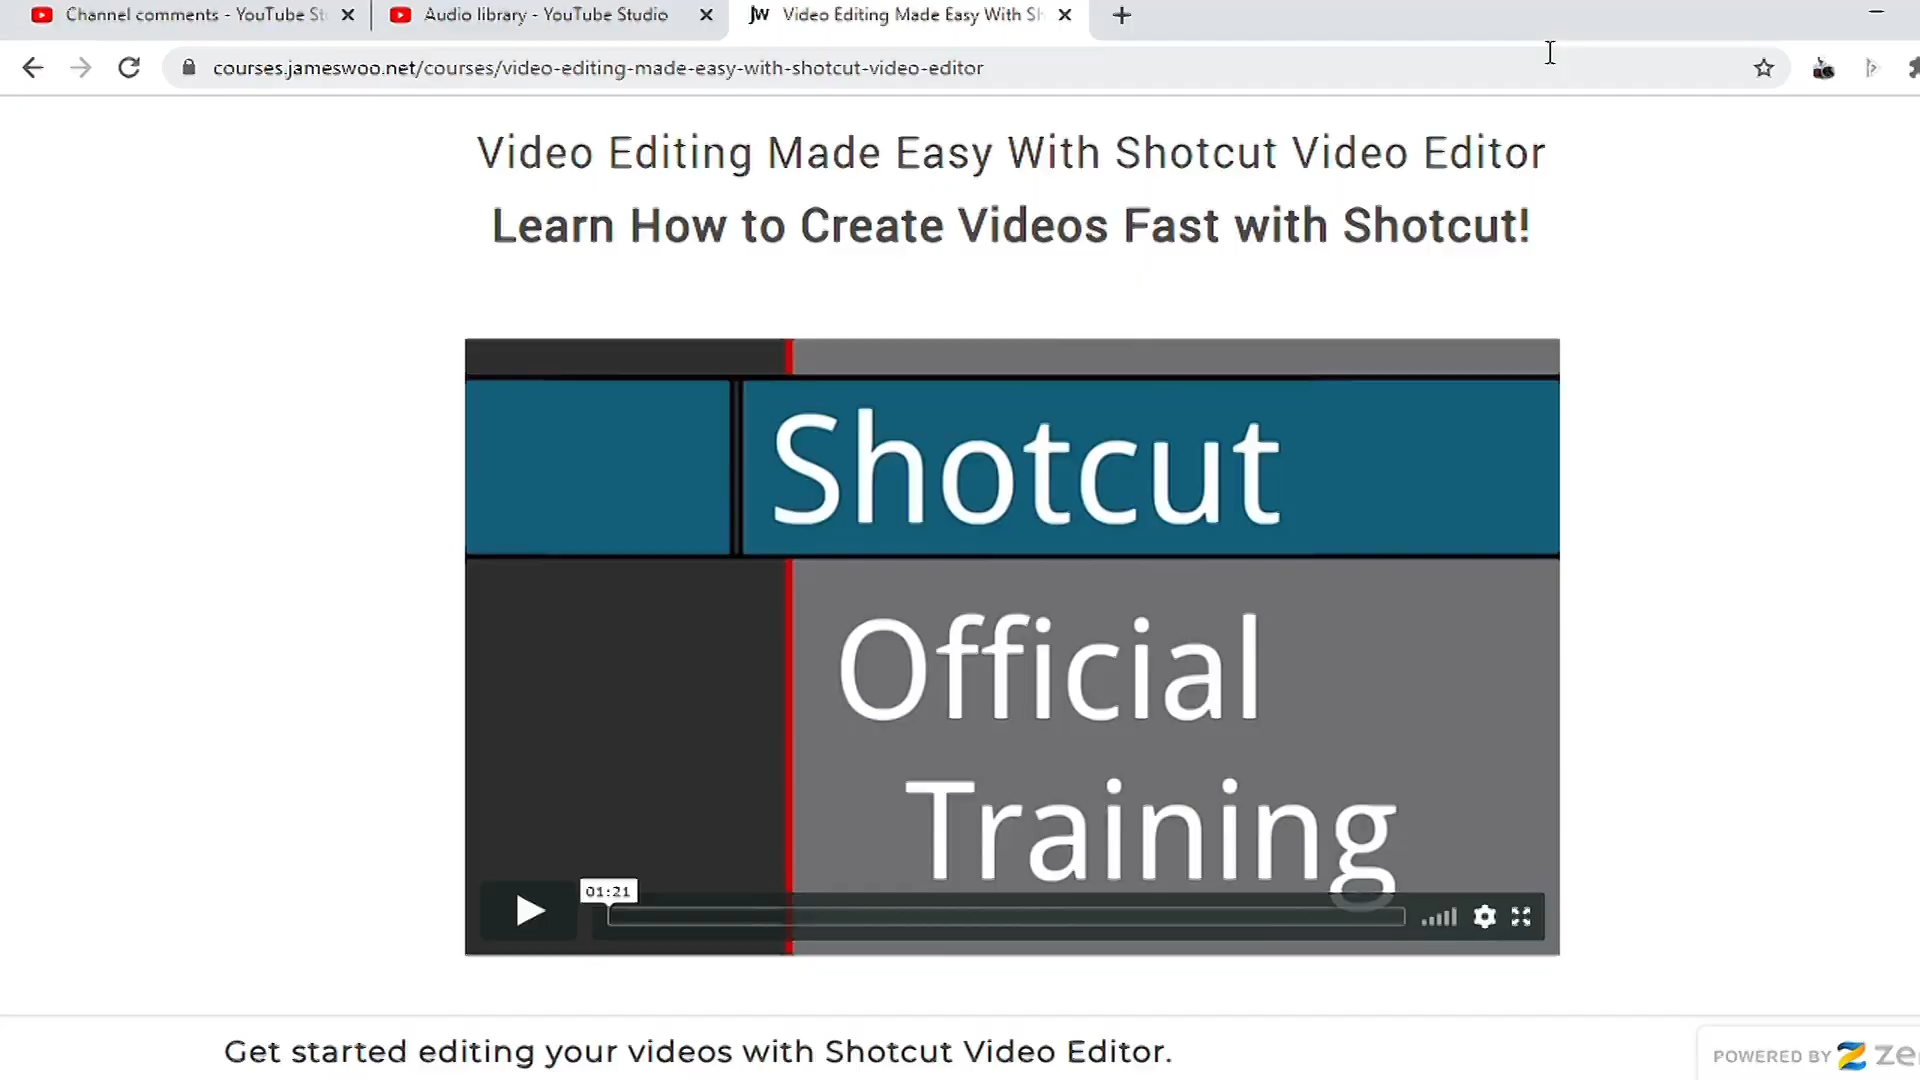 Channel comments - YouTube St
Audio library - YouTube Studio
JW Video Editing Made Easy With Sh
courses.jameswoo.net/courses/video-editing-made-easy-with-shotcut-video-editor
Video Editing Made Easy With Shotcut Video Editor
Learn How to Create Videos Fast with Shotcut!
Shotcut
Official
Training
01:21
Get started editing your videos with Shotcut Video Editor.
POWERED BY ze